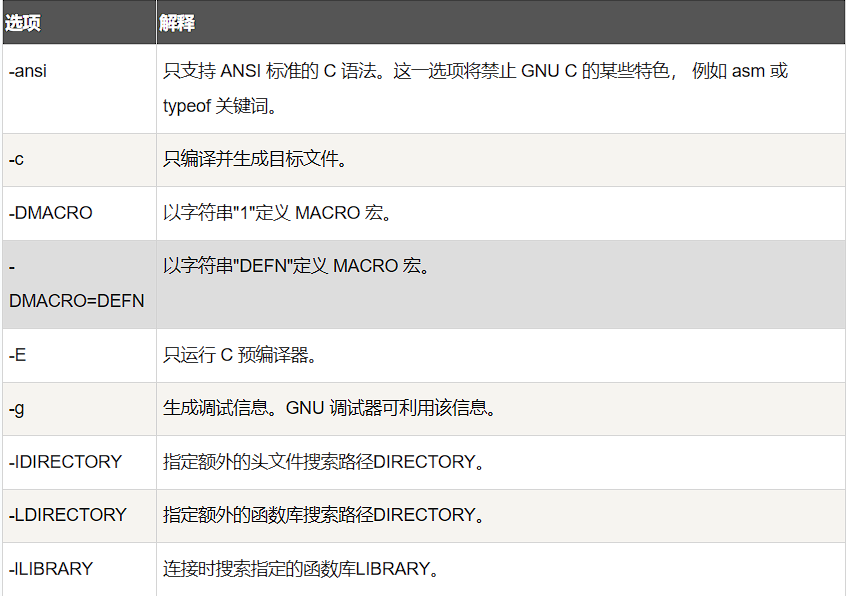 选项 解释
-ansi 只支持 ANSI 标准的 C 语法。这一选项将禁止 GNU C 的某些特色， 例如 asm 或
typeof 关键词。
-c 只编译并生成目标文件。
-DMACRO 以字符串"1"定义 MACRO 宏。
- 以字符串"DEFN"定义 MACRO 宏。
DMACRO=DEFN
-E 只运行 C 预编译器。
-g 生成调试信息。GNU 调试器可利用该信息。
-IDIRECTORY 指定额外的头文件搜索路径DIRECTORY。
-LDIRECTORY 指定额外的函数库搜索路径DIRECTORY。
-lLIBRARY 连接时搜索指定的函数库LIBRARY。